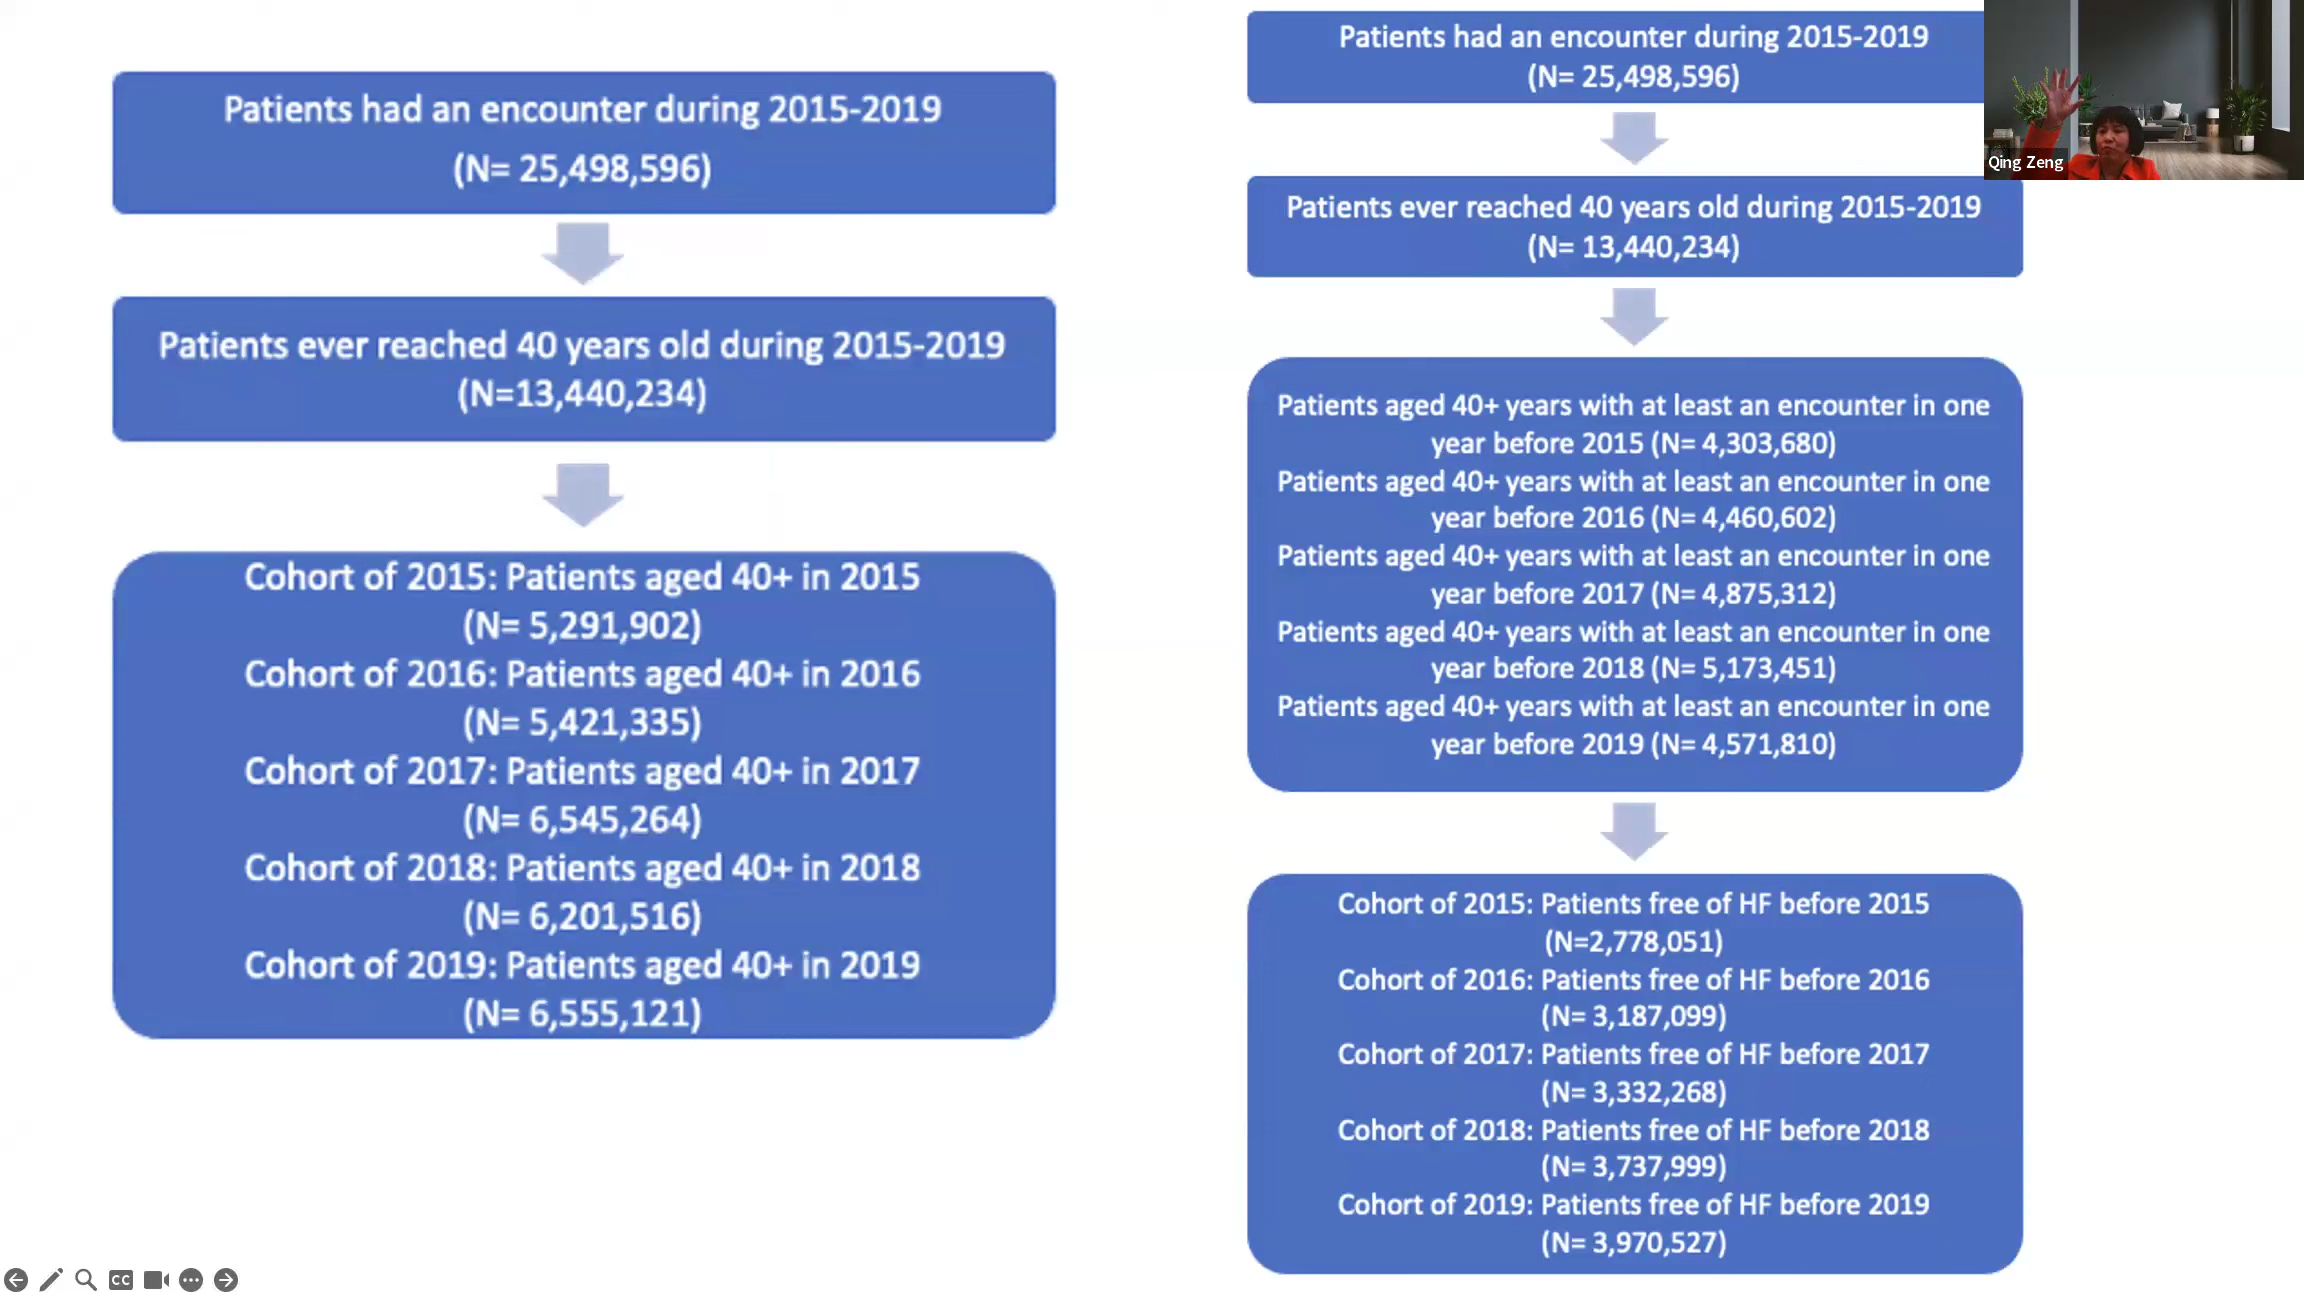 Patients had an encounter during 2015-2019
(N= 25,498,596)
Patients ever reached 40 years old during 2015-2019
(N=13,440,234)
Cohort of 2015: Patients aged 40+ in 2015
(N= 5,291,902)
Cohort of 2016: Patients aged 40+ in 2016
(N= 5,421,335)
Cohort of 2017: Patients aged 40+ in 2017
(N= 6,545,264)
Cohort of 2018: Patients aged 40+ in 2018
(N= 6,201,516)
Cohort of 2019: Patients aged 40+ in 2019
(N= 6,555,121)
Patients had an encounter during 2015-2019
(N= 25,498,596)
Patients ever reached 40 years old during 2015-2019
(N= 13,440,234)
Patients aged 40+ years with at least an encounter in one
year before 2015 (N= 4,303,680)
Patients aged 40+ years with at least an encounter in one
year before 2016 (N= 4,460,602)
Patients aged 40+ years with at least an encounter in one
year before 2017 (N= 4,875,312)
Patients aged 40+ years with at least an encounter in one
year before 2018 (N= 5,173,451)
Patients aged 40+ years with at least an encounter in one
year before 2019 (N= 4,571,810)
Cohort of 2015: Patients free of HF before 2015
(N=2,778,051)
Cohort of 2016: Patients free of HF before 2016
(N= 3,187,099)
Cohort of 2017: Patients free of HF before 2017
(N= 3,332,268)
Cohort of 2018: Patients free of HF before 2018
(N= 3,737,999)
Cohort of 2019: Patients free of HF before 2019
(N= 3,970,527)
Qing Zeng
CC